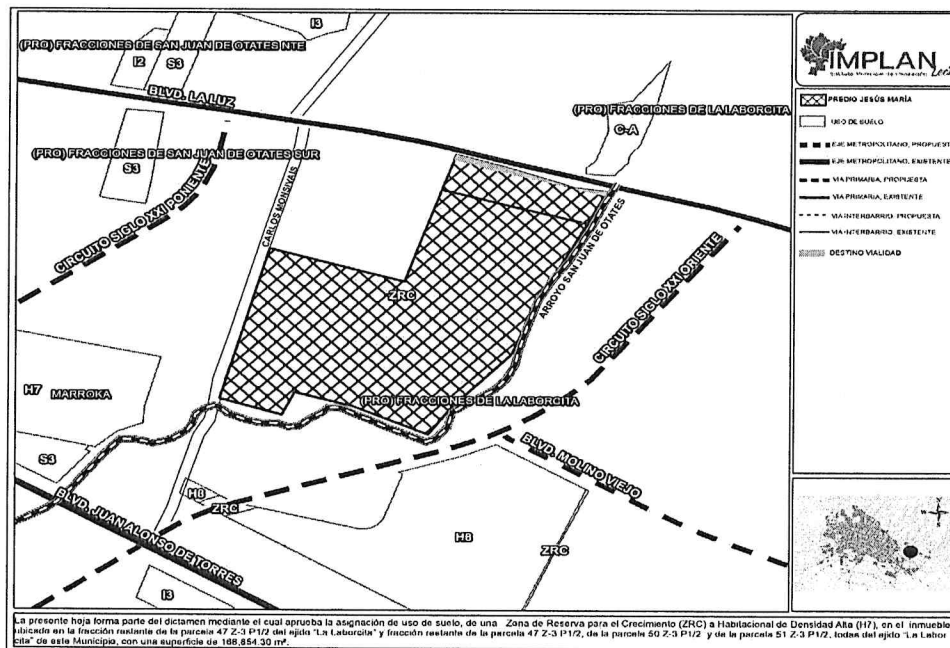 I3
(PRO) FRACCIONES DE SAN JUAN DE OTATES NTE
I2
S3
BLVD. LA LUZ
(PRO) FRACCIONES DE LA LABORCITA
C-A
(PRO) FRACCIONES DE SAN JUAN DE OTATES SUR
S3
CIRCUITO SIGLO XXI PONIENTE
CARLOS MONSIVAIS
ZRC
ARROYO SAN JUAN DE OTATES
CIRCUITO SIGLO XXI ORIENTE
H7
MARROKA
(PRO) FRACCIONES DE LA LABORCITA
S3
BLVD. MOLINO VIEJO
H8
ZRC
BLVD. JUAN ALONSO DE TORRES
H8
ZRC
I3
IMPLAN
León
Instituto Municipal de Planeación
PREDIO JESÚS MARÍA
USO DE SUELO
EJE METROPOLITANO, PROPUESTA
EJE METROPOLITANO, EXISTENTE
VIA PRIMARIA, PROPUESTA
VIA PRIMARIA, EXISTENTE
VIA INTERBARRIO, PROPUESTA
VIA INTERBARRIO, EXISTENTE
DESTINO VIALIDAD
La presente hoja forma parte del dictamen mediante el cual aprueba la asignación de uso de suelo, de una Zona de Reserva para el Crecimiento (ZRC) a Habitacional de Densidad Alta (H7), en el inmueble
ubicado en la fracción restante de la parcela 47 Z-3 P1/2 del ejido "La Laborcita" y fracción restante de la parcela 47 Z-3 P1/2, de la parcela 50 Z-3 P1/2 y de la parcela 51 Z-3 P1/2, todas del ejido "La Labor
cita" de este Municipio, con una superficie de 168,854.30 m².